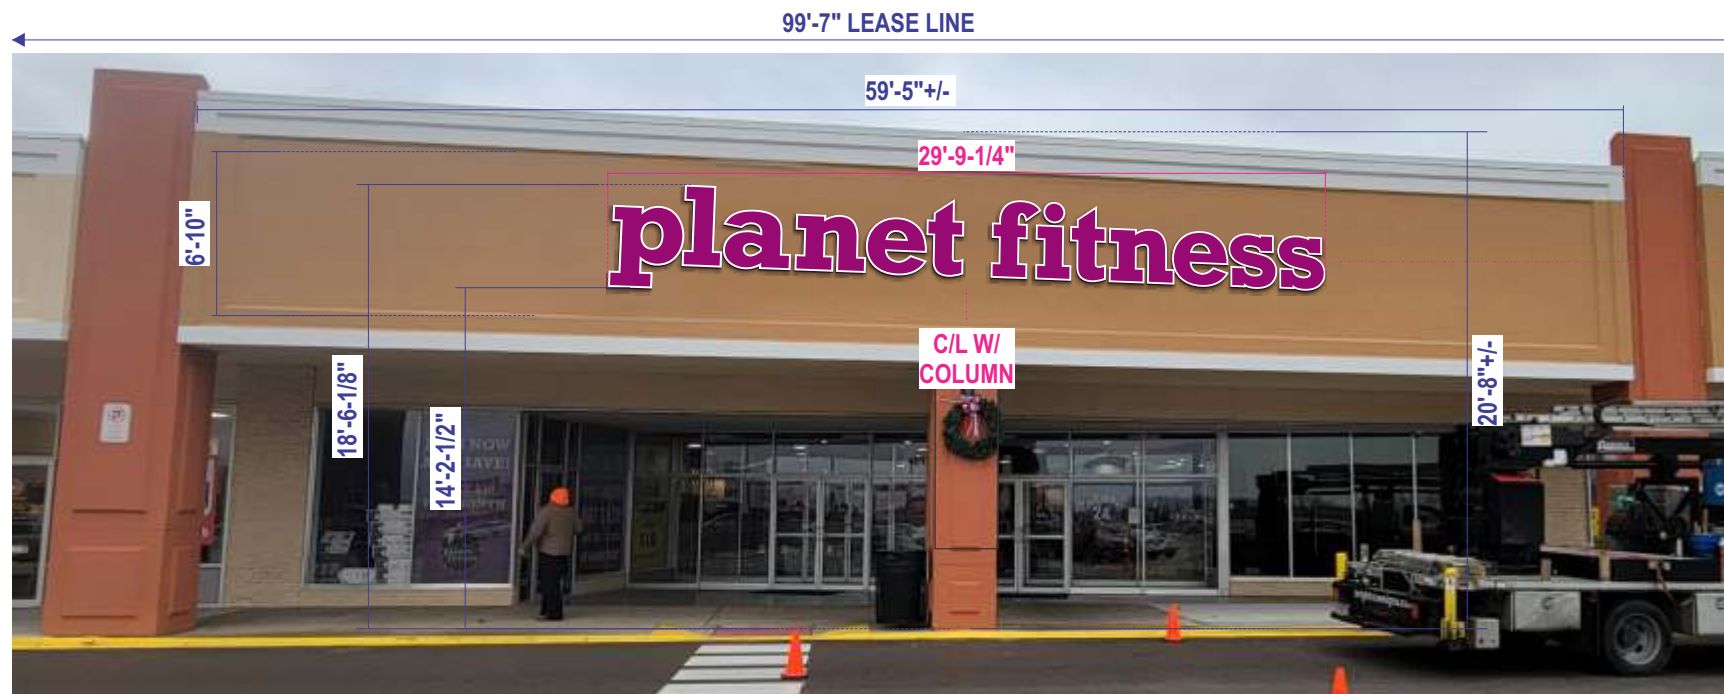 99'-7" LEASE LINE
59'-5"+/-
29'-9-1/4"
planet fitness
6'-10"
C/L W/
COLUMN
18'-6-1/8"
14'-2-1/2"
20'-8"+/-
NOW